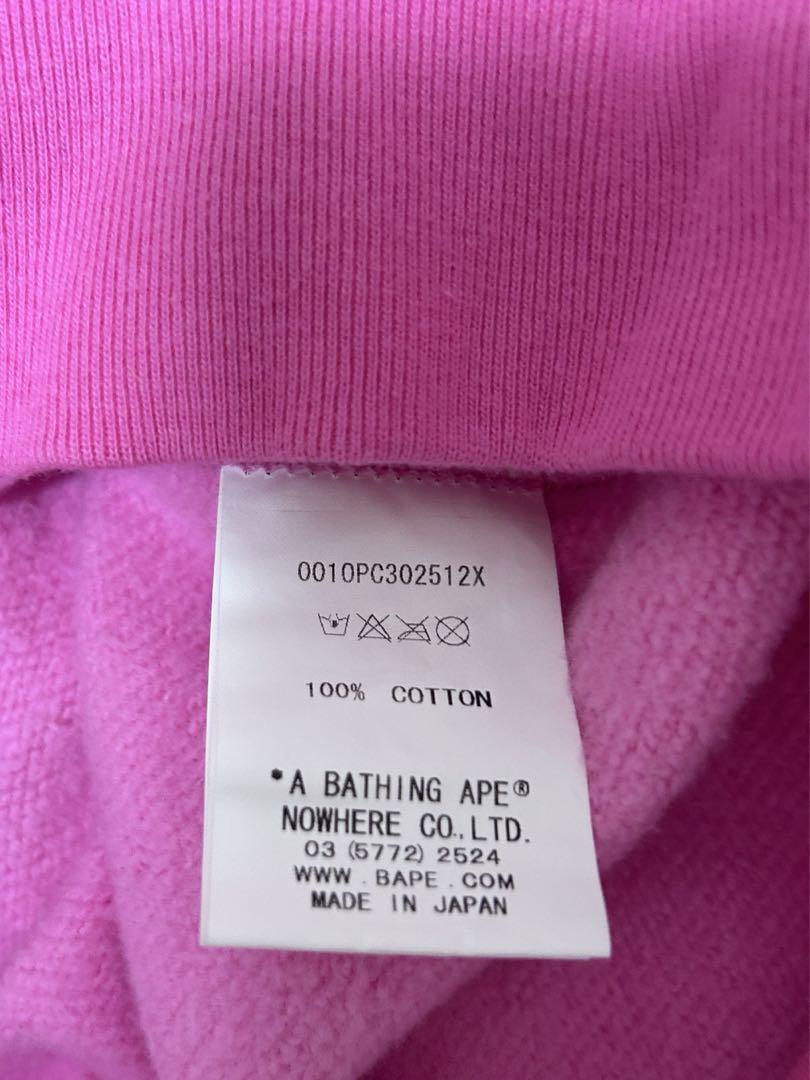 0010PC302512X
100% COTTON
*A BATHING APE®
NOWHERE CO.,LTD.
03 (5772) 2524
WWW . BAPE . COM
MADE IN JAPAN